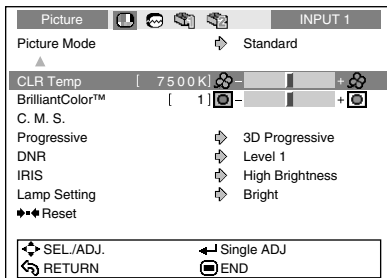 Picture INPUT 1
Picture Mode Standard
CLR Temp [ 7500K] - +
BrilliantColor™ [ 1] - +
C. M. S.
Progressive 3D Progressive
DNR Level 1
IRIS High Brightness
Lamp Setting Bright
Reset
SEL./ADJ. Single ADJ
RETURN END